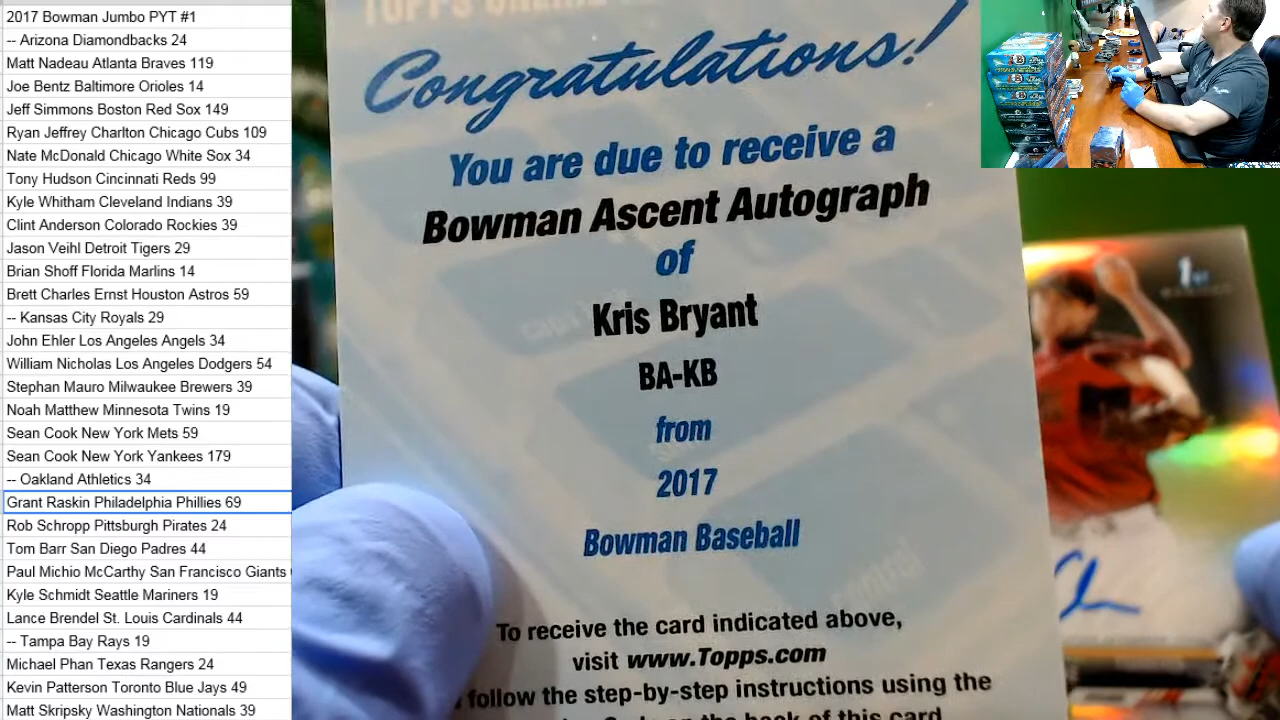 2017 Bowman Jumbo PYT #1
-- Arizona Diamondbacks 24
Matt Nadeau Atlanta Braves 119
Joe Bentz Baltimore Orioles 14
Jeff Simmons Boston Red Sox 149
Ryan Jeffrey Charlton Chicago Cubs 109
Nate McDonald Chicago White Sox 34
Tony Hudson Cincinnati Reds 99
Kyle Whitham Cleveland Indians 39
Clint Anderson Colorado Rockies 39
Jason Veihl Detroit Tigers 29
Brian Shoff Florida Marlins 14
Brett Charles Ernst Houston Astros 59
-- Kansas City Royals 29
John Ehler Los Angeles Angels 34
William Nicholas Los Angeles Dodgers 54
Stephan Mauro Milwaukee Brewers 39
Noah Matthew Minnesota Twins 19
Sean Cook New York Mets 59
Sean Cook New York Yankees 179
-- Oakland Athletics 34
Grant Raskin Philadelphia Phillies 69
Rob Schropp Pittsburgh Pirates 24
Tom Barr San Diego Padres 44
Paul Michio McCarthy San Francisco Giants
Kyle Schmidt Seattle Mariners 19
Lance Brendel St. Louis Cardinals 44
-- Tampa Bay Rays 19
Michael Phan Texas Rangers 24
Kevin Patterson Toronto Blue Jays 49
Matt Skripsky Washington Nationals 39
TOPPS ONLINE
Congratulations!
You are due to receive a
Bowman Ascent Autograph
of
Kris Bryant
BA-KB
from
2017
Bowman Baseball
To receive the card indicated above,
visit www.Topps.com
follow the step-by-step instructions using the
on the back of this card
control
1st